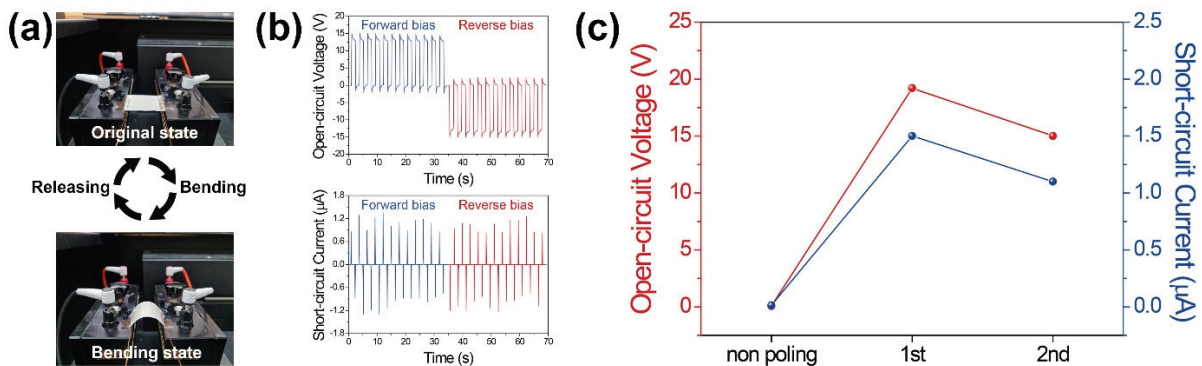 (a)
Original state
Releasing
Bending
Bending state
(b)
Open-circuit Voltage (V)
20
15
10
5
0
-5
-10
-15
-20
Forward bias
Reverse bias
0 10 20 30 40 50 60 70
Time (s)
Short-circuit Current (μA)
1.8
1.2
0.6
0.0
-0.6
-1.2
-1.8
Forward bias
Reverse bias
0 10 20 30 40 50 60 70
Time (s)
(c)
Open-circuit Voltage (V)
25
20
15
10
5
0
non poling 1st 2nd
2.5
2.0
1.5
1.0
0.5
0.0
Short-circuit Current (μA)